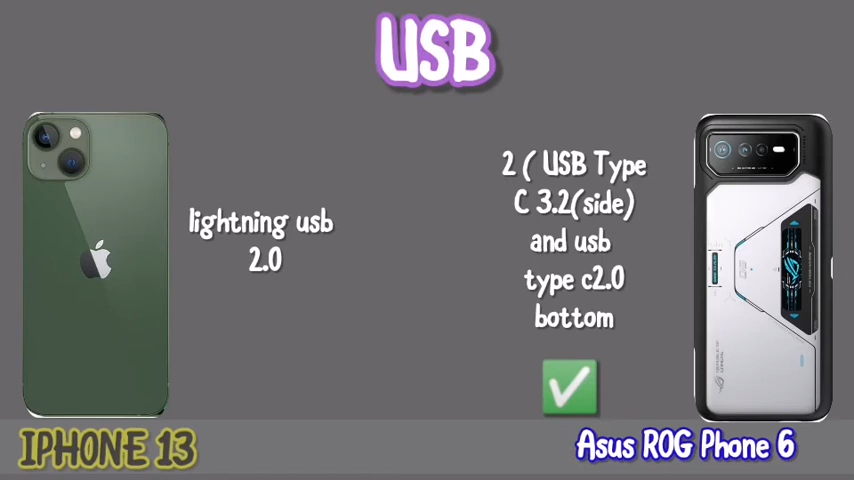 USB
lightning usb
2.0
2 ( USB Type
C 3.2(side)
and usb
type c2.0
bottom
IPHONE 13
Asus ROG Phone 6